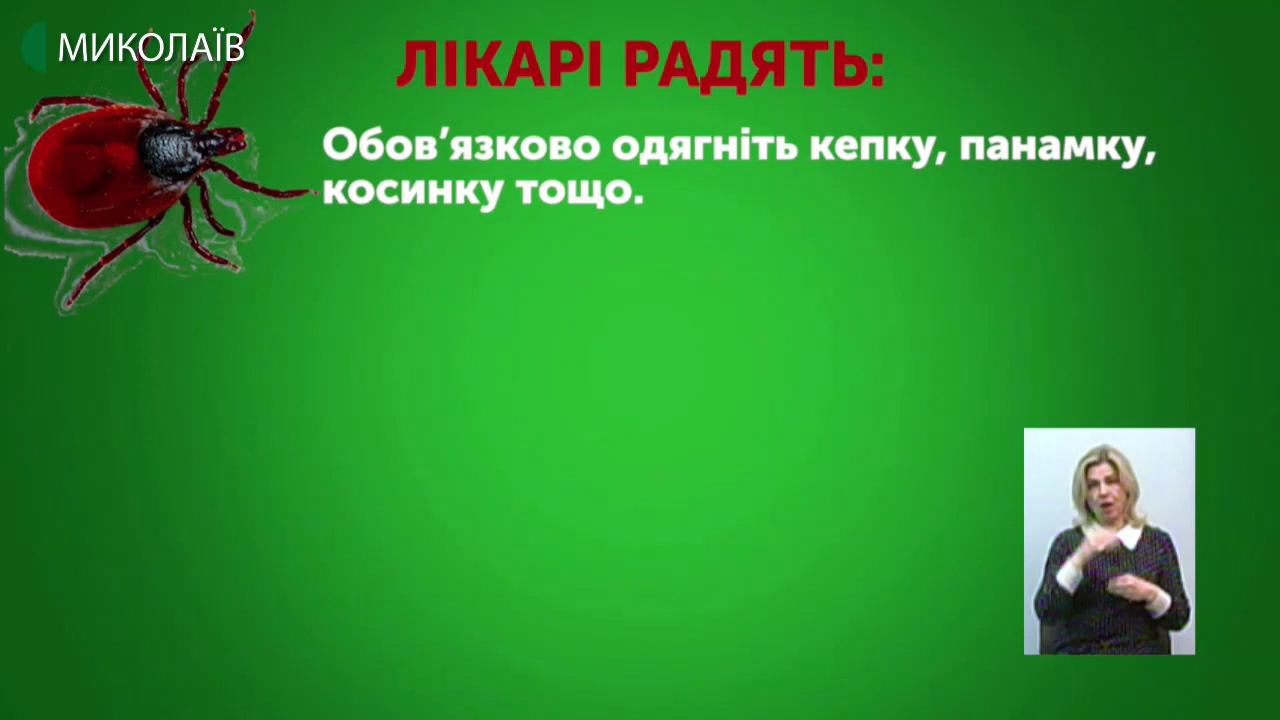 МИКОЛАЇВ
ЛІКАРІ РАДЯТЬ:
Обов’язково одягніть кепку, панамку,
косинку тощо.